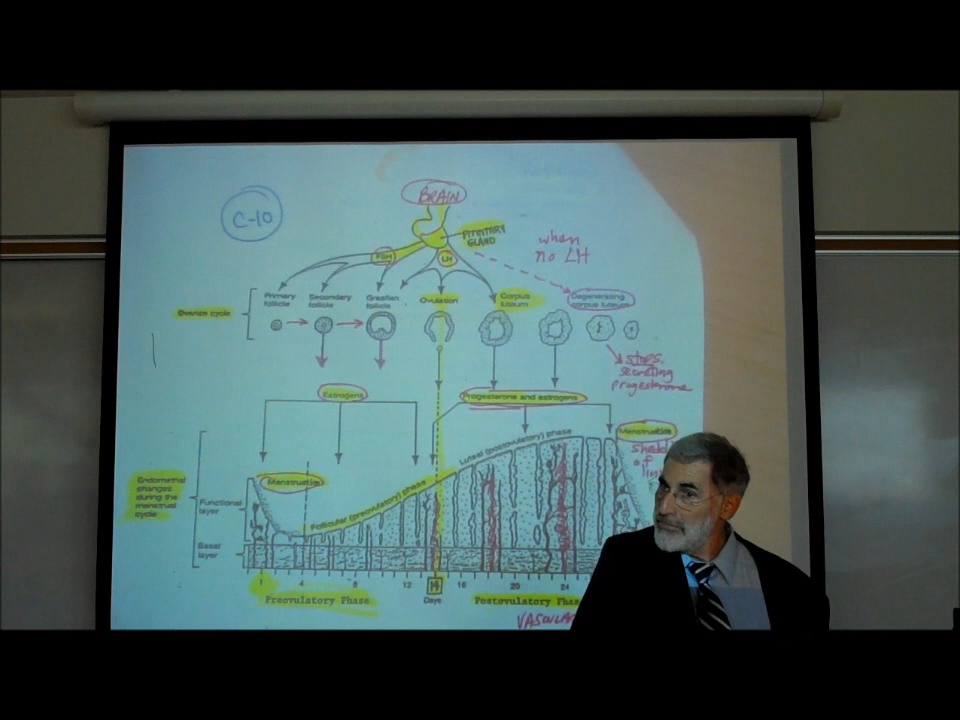 C-10
BRAIN
PITUITARY
GLAND
FSH
LH
when
no LH
Primary
follicle
Secondary
follicle
Graafian
follicle
Ovulation
Corpus
luteum
Degenerating
corpus luteum
Ovarian cycle
stops
secreting
progesterone
Estrogens
Progesterone and estrogens
Menstruation
of
Luteal (postovulatory) phase
Menstruation
Follicular (preovulatory) phase
Endometrial
changes
during the
menstrual
cycle
Functional
layer
Basal
layer
1 4 8 12 14 16 20 24
Days
Preovulatory Phase
Postovulatory Phase